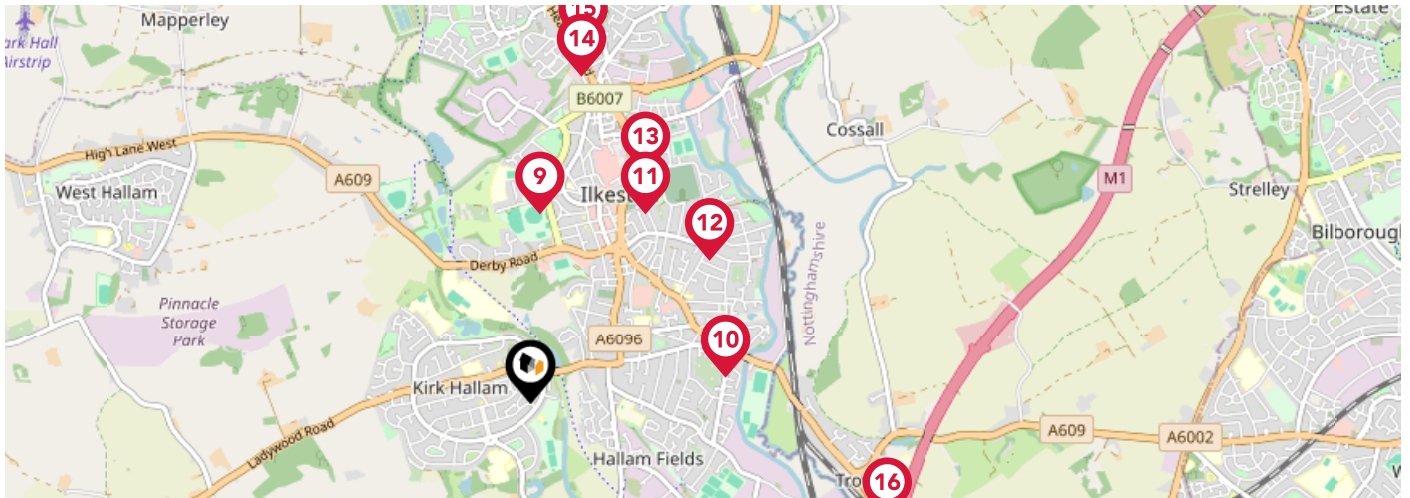 Mapperley
15
Estate
ark Hall
Airstrip
14
B6007
13
Cossall
High Lane West
A609
M1
West Hallam
9
Ilkes
11
Strelley
12
Bilborough
Derby Road
Nottinghamshire
Pinnacle
Storage
Park
A6096
10
Kirk Hallam
Ladywood Road
A609
A6002
Hallam Fields
Tro
16
W